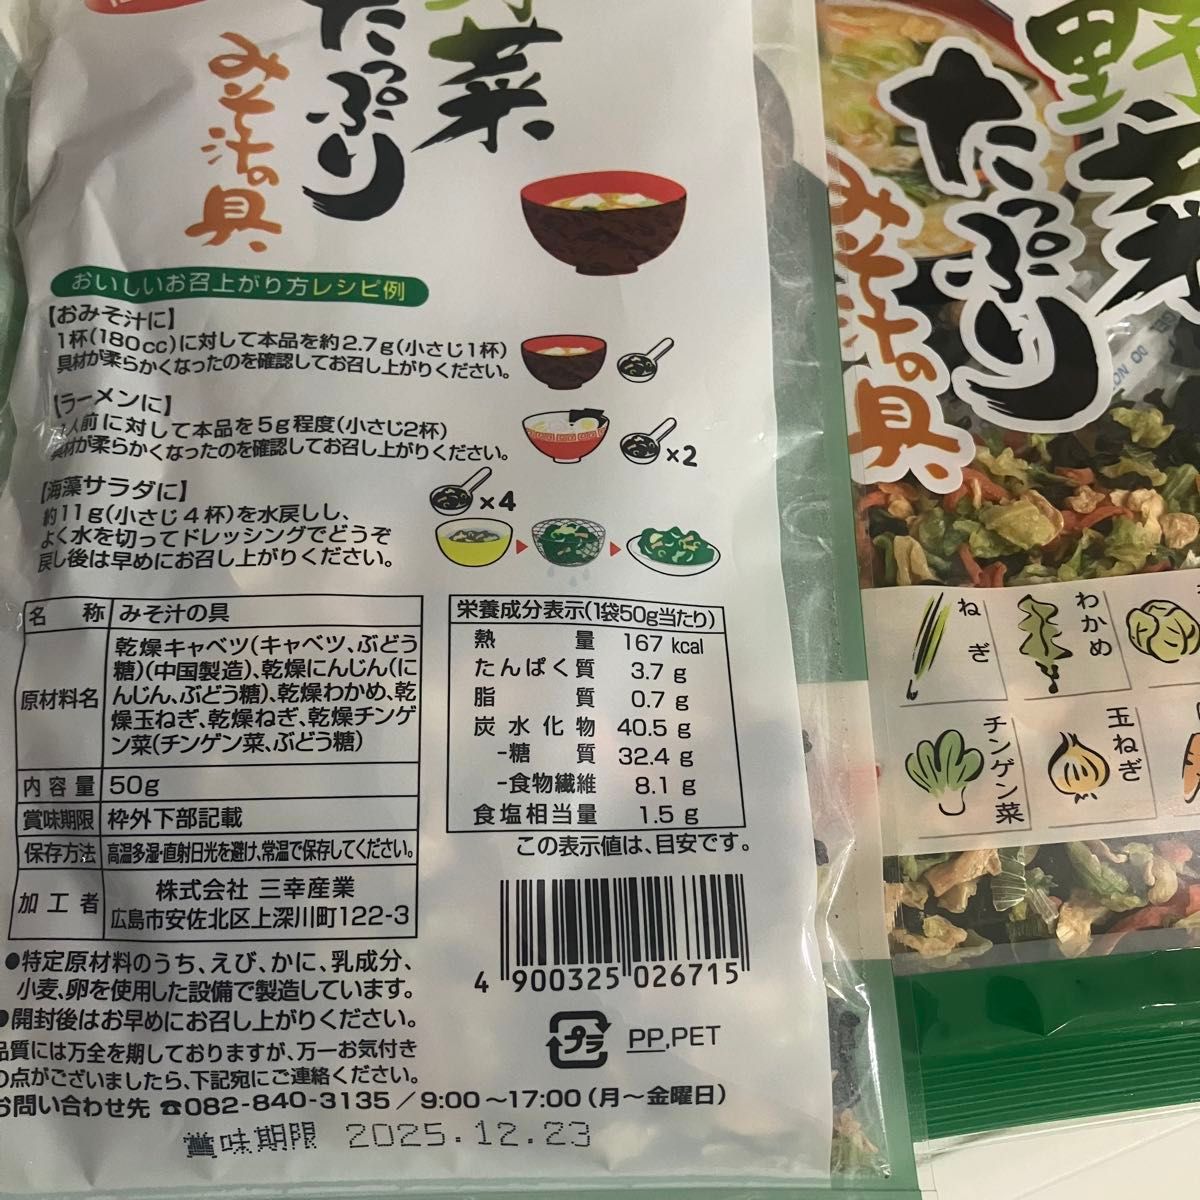 野菜
たっぷり
みそ汁の具
おいしいお召上がり方レシピ例
【おみそ汁に】
1杯(180cc)に対して本品を約2.7g(小さじ1杯)
具材が柔らかくなったのを確認してお召し上がりください。
【ラーメンに】
人前に対して本品を5g程度(小さじ2杯)
具材が柔らかくなったのを確認してお召し上がりください。
×2
【海藻サラダに】
約11g(小さじ4杯)を水戻しし、
よく水を切ってドレッシングでどうぞ
戻し後は早めにお召し上がりください。
×4
名称 みそ汁の具
原材料名 乾燥キャベツ(キャベツ、ぶどう
糖)(中国製造)、乾燥にんじん(に
んじん、ぶどう糖)、乾燥わかめ、乾
燥玉ねぎ、乾燥ねぎ、乾燥チンゲ
ン菜(チンゲン菜、ぶどう糖)
内容量 50g
賞味期限 枠外下部記載
保存方法 高温多湿・直射日光を避け、常温で保存してください。
加工者 株式会社 三幸産業
広島市安佐北区上深川町122-3
栄養成分表示(1袋50g当たり)
熱量 167 kcal
たんぱく質 3.7 g
脂質 0.7 g
炭水化物 40.5 g
-糖質 32.4 g
-食物繊維 8.1 g
食塩相当量 1.5 g
この表示値は、目安です。
4 900325 026715
プラ PP,PET
●特定原材料のうち、えび、かに、乳成分、
小麦、卵を使用した設備で製造しています。
●開封後はお早めにお召し上がりください。
品質には万全を期しておりますが、万一お気付き
の点がございましたら、下記宛にご連絡ください。
お問い合わせ先 ☎082-840-3135/9:00～17:00(月～金曜日)
賞味期限 2025.12.23
野菜
たっぷり
みそ汁の具
DO NO
ねぎ
わかめ
チンゲン菜
玉ねぎ